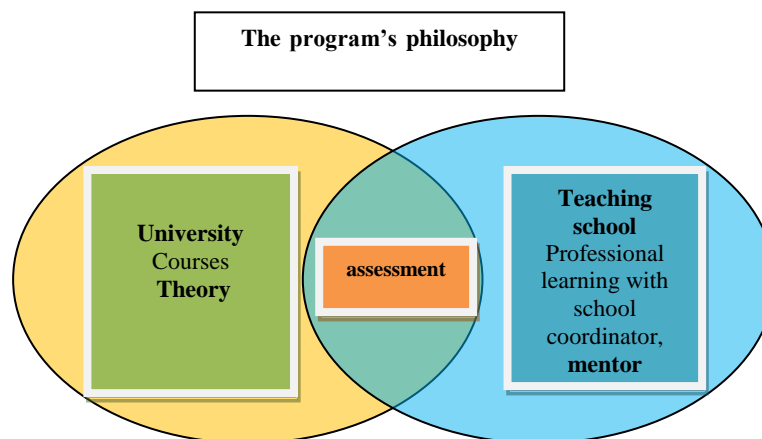 The program’s philosophy
University
Courses
Theory
assessment
Teaching
school
Professional
learning with
school
coordinator,
mentor